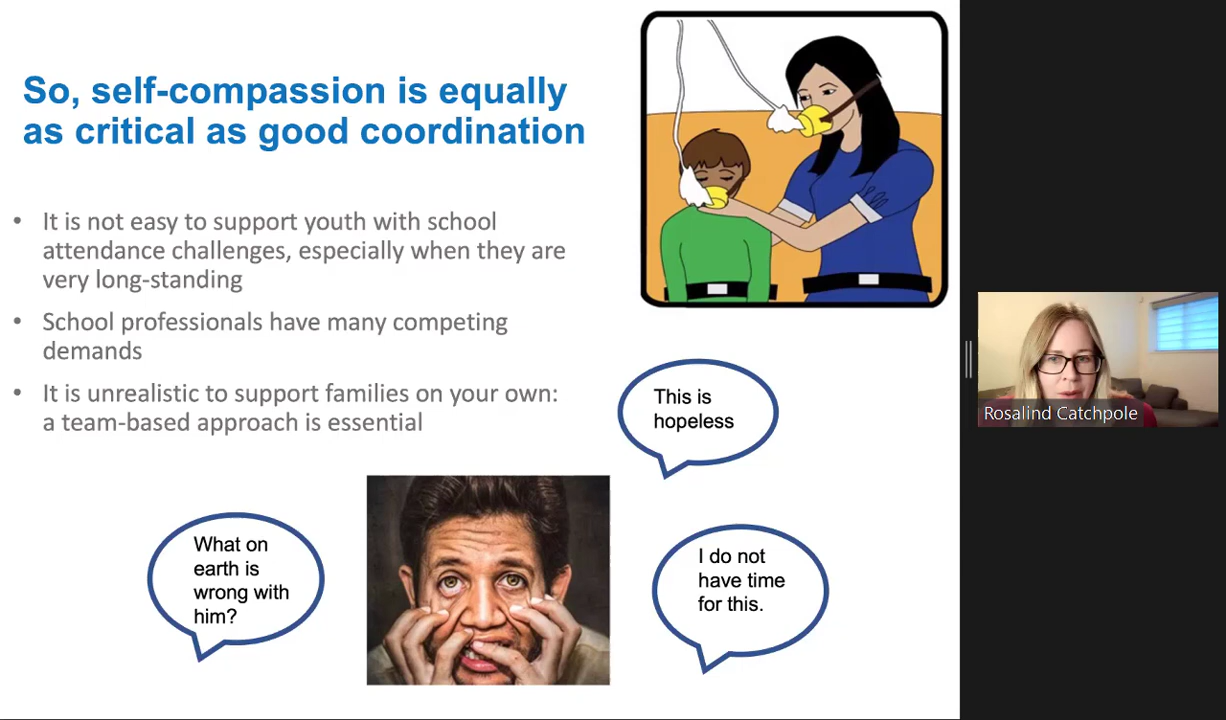 So, self-compassion is equally
as critical as good coordination
• It is not easy to support youth with school
attendance challenges, especially when they are
very long-standing
• School professionals have many competing
demands
• It is unrealistic to support families on your own:
a team-based approach is essential
This is
hopeless
What on
earth is
wrong with
him?
I do not
have time
for this.
Rosalind Catchpole